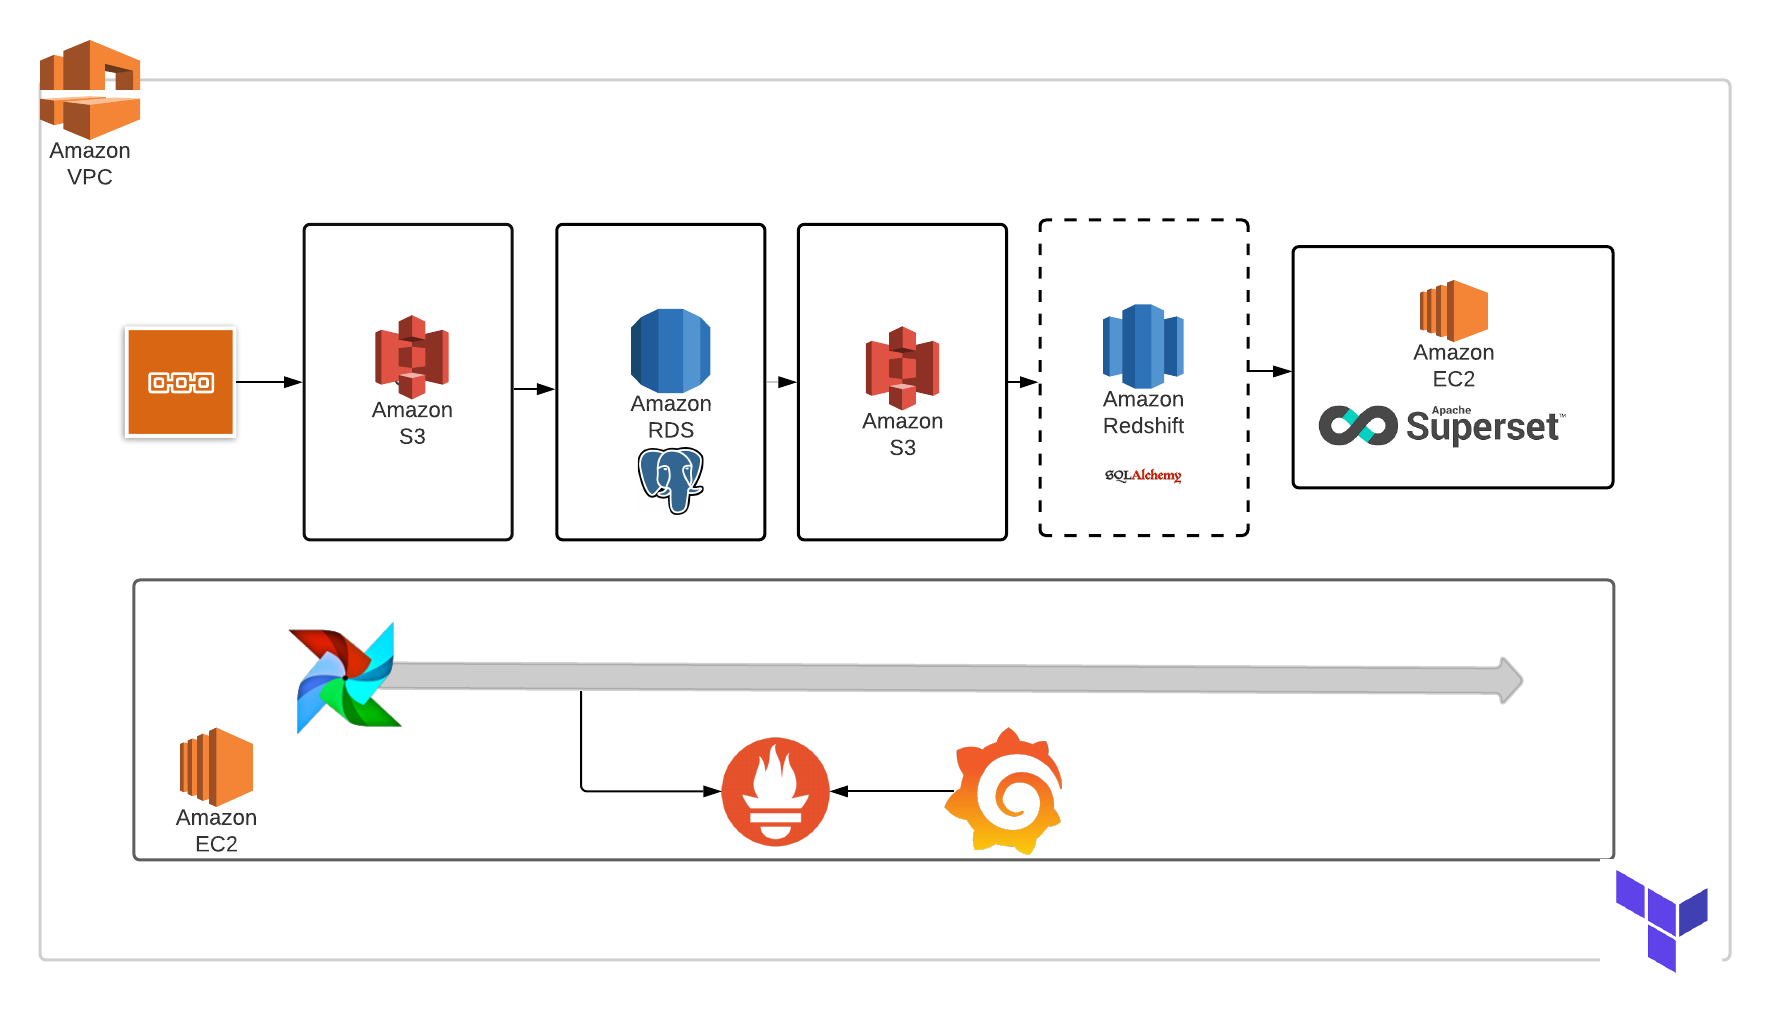 Amazon
VPC
Amazon
S3
Amazon
RDS
Amazon
S3
Amazon
Redshift
SQLAlchemy
Amazon
EC2
Apache
Superset™
Amazon
EC2